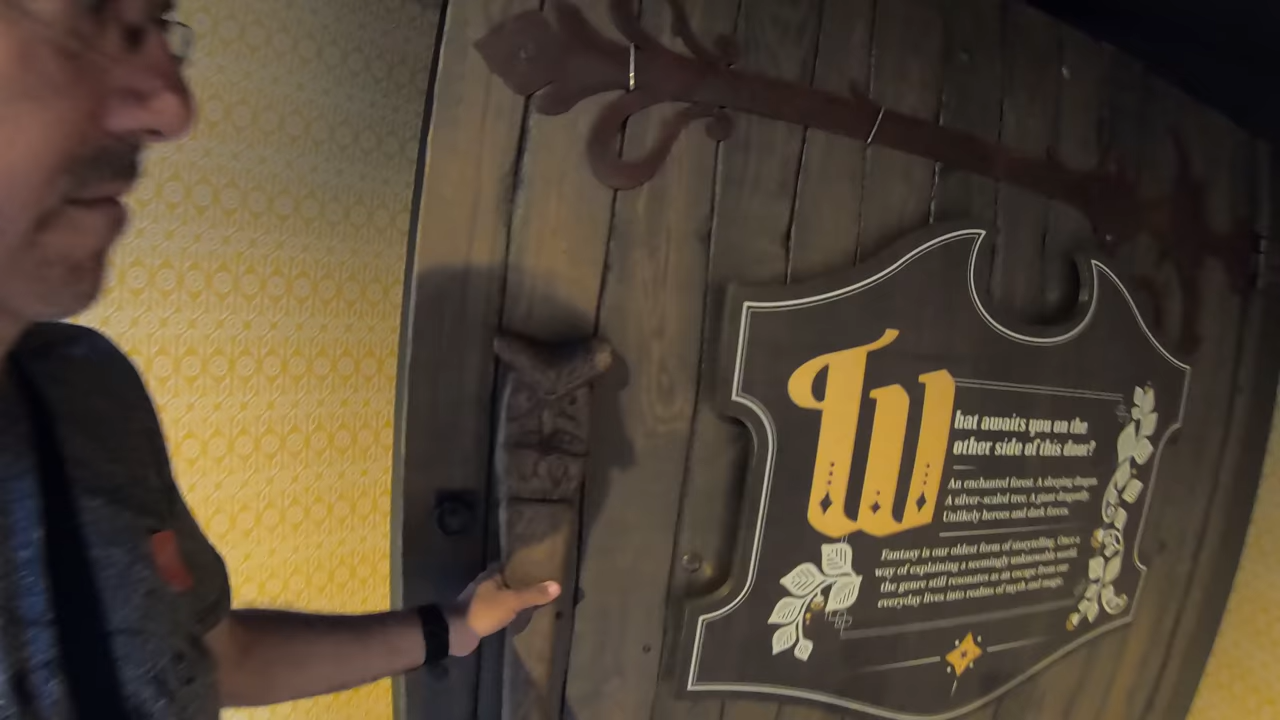 What awaits you on the
other side of this door?
An enchanted forest. A sleeping dragon.
A silver-scaled tree. A giant dragonfly.
Unlikely heroes and dark forces.
Fantasy is our oldest form of storytelling. Once a
way of explaining a seemingly unknowable world,
the genre still resonates as an escape from our
everyday lives into realms of myth and magic.